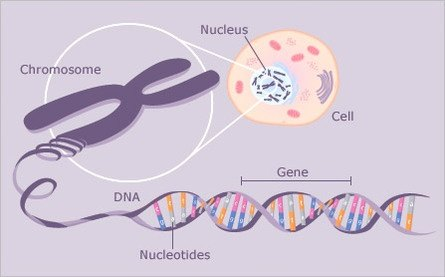 Nucleus
Chromosome
Cell
Gene
DNA
Nucleotides